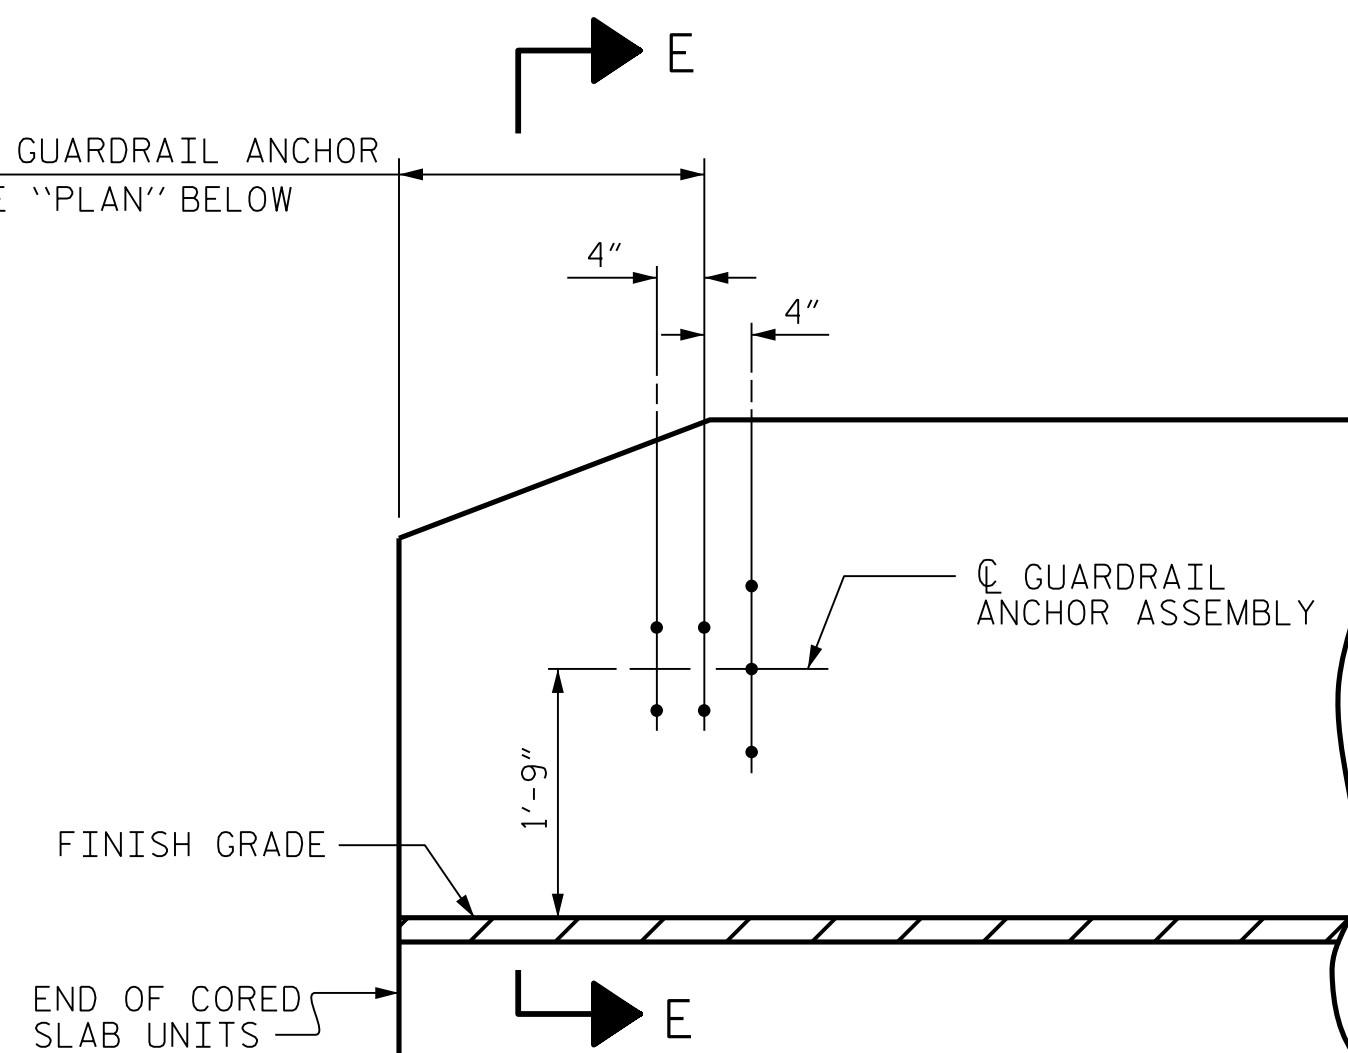 E
GUARDRAIL ANCHOR
"PLAN" BELOW
4"
4"
℄ GUARDRAIL
ANCHOR ASSEMBLY
1'-9"
FINISH GRADE
END OF CORED
SLAB UNITS
E